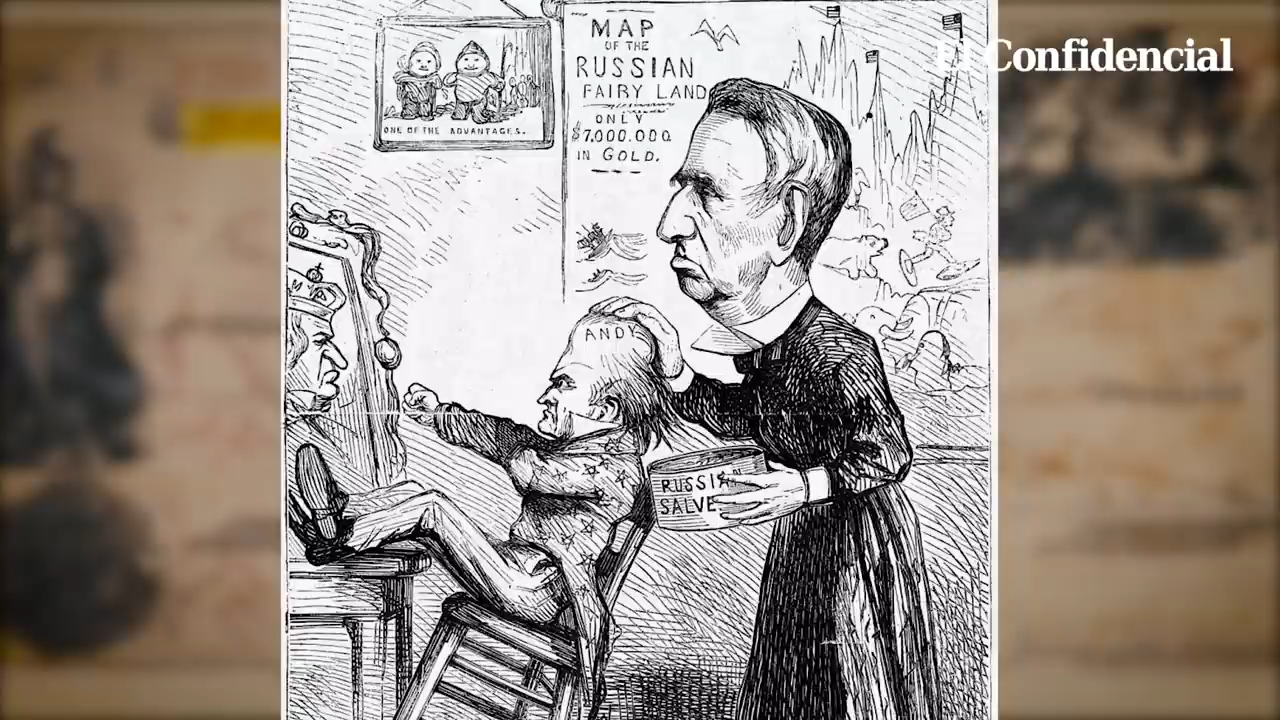 El Confidencial
ONE OF THE ADVANTAGES.
MAP
OF THE
RUSSIAN
FAIRY LAND
ONLY
$7.000.000
IN GOLD.
ANDY
RUSSIAN
SALVE.